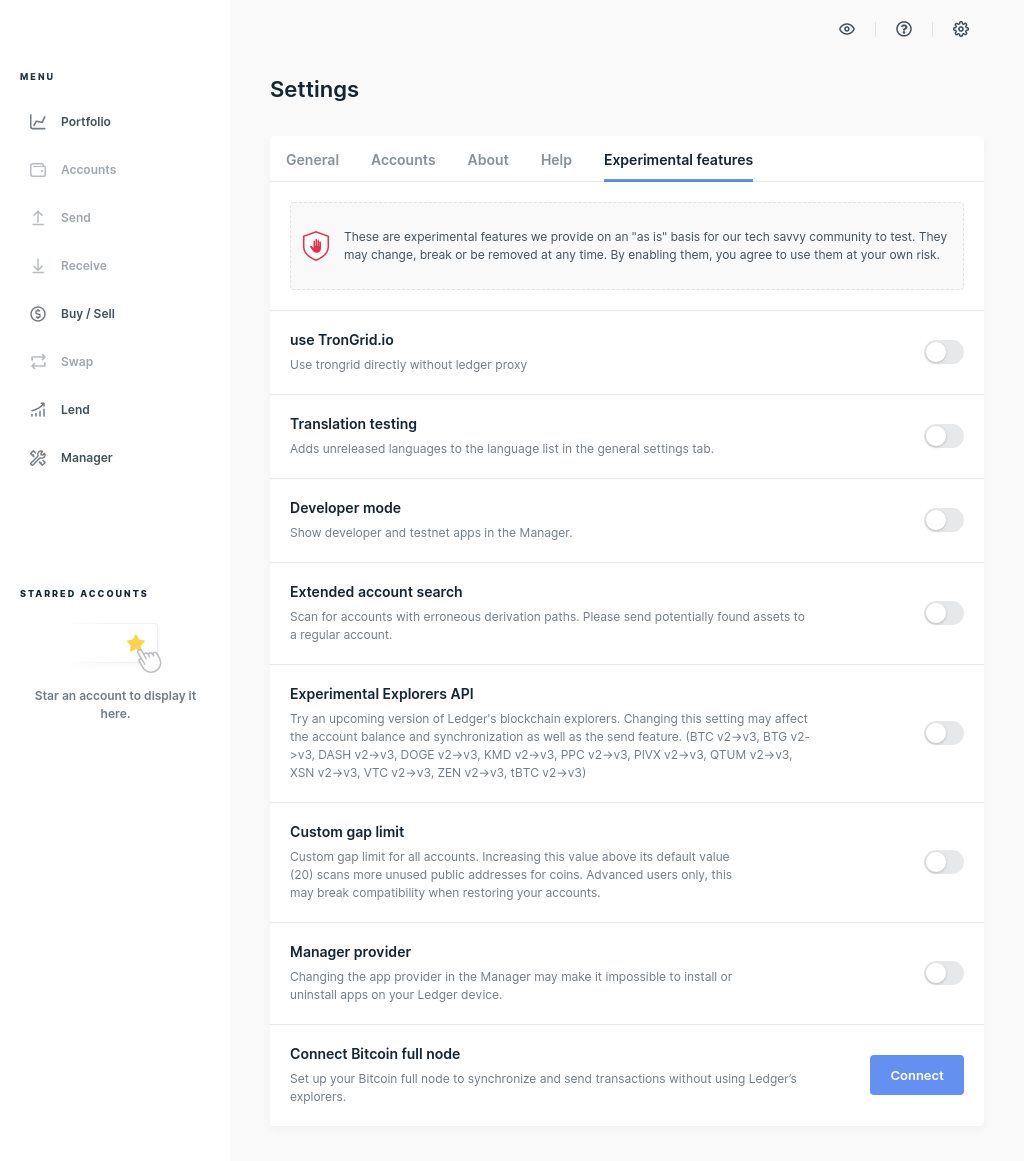 MENU
Portfolio
Accounts
Send
Receive
Buy / Sell
Swap
Lend
Manager
STARRED ACCOUNTS
Star an account to display it
here.
Settings
General Accounts About Help Experimental features
These are experimental features we provide on an "as is" basis for our tech savvy community to test. They
may change, break or be removed at any time. By enabling them, you agree to use them at your own risk.
use TronGrid.io
Use trongrid directly without ledger proxy
Translation testing
Adds unreleased languages to the language list in the general settings tab.
Developer mode
Show developer and testnet apps in the Manager.
Extended account search
Scan for accounts with erroneous derivation paths. Please send potentially found assets to
a regular account.
Experimental Explorers API
Try an upcoming version of Ledger's blockchain explorers. Changing this setting may affect
the account balance and synchronization as well as the send feature. (BTC v2->v3, BTG v2-
>v3, DASH v2->v3, DOGE v2->v3, KMD v2->v3, PPC v2->v3, PIVX v2->v3, QTUM v2->v3,
XSN v2->v3, VTC v2->v3, ZEN v2->v3, tBTC v2->v3)
Custom gap limit
Custom gap limit for all accounts. Increasing this value above its default value
(20) scans more unused public addresses for coins. Advanced users only, this
may break compatibility when restoring your accounts.
Manager provider
Changing the app provider in the Manager may make it impossible to install or
uninstall apps on your Ledger device.
Connect Bitcoin full node
Set up your Bitcoin full node to synchronize and send transactions without using Ledger’s
explorers.
Connect